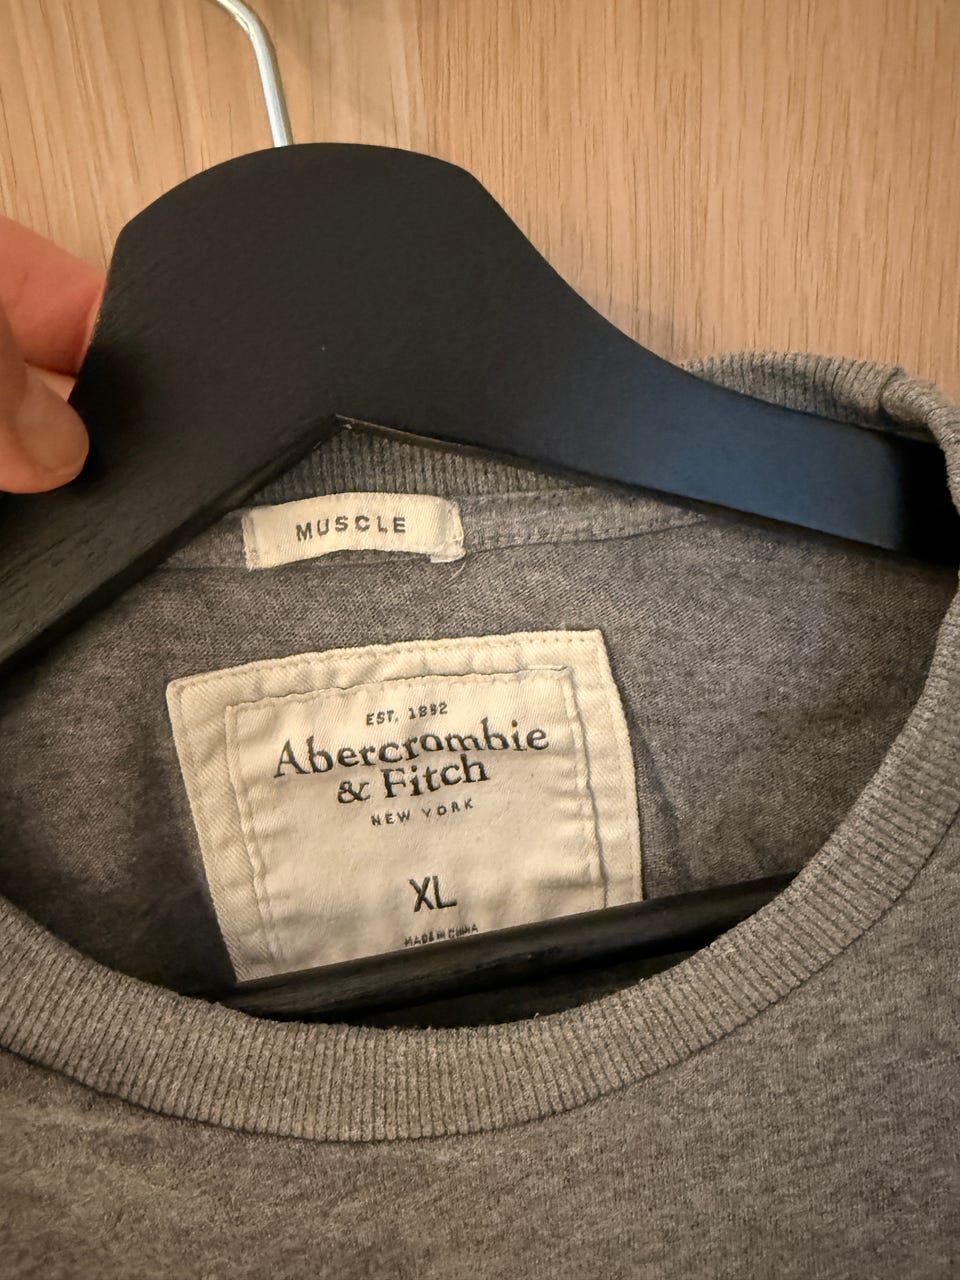 MUSCLE
EST. 1892
Abercrombie
& Fitch
NEW YORK
XL
MADE IN CHINA